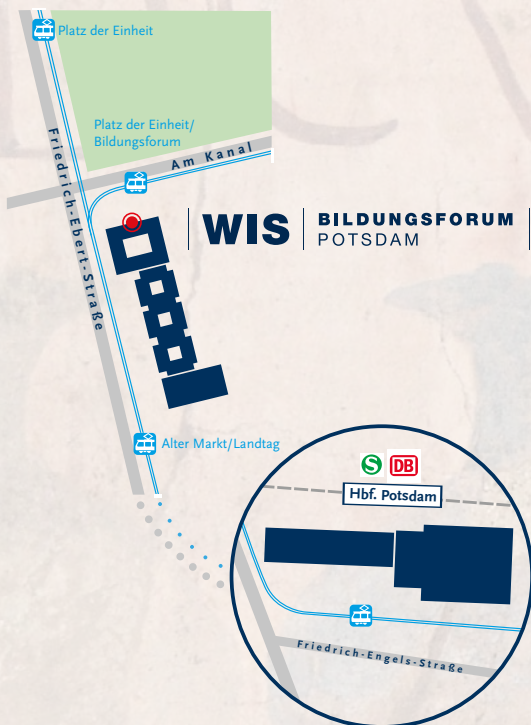 Platz der Einheit
Platz der Einheit/
Bildungsforum
Am Kanal
Friedrich-Ebert-Straße
WIS
BILDUNGSFORUM
POTSDAM
Alter Markt/Landtag
S
DB
Hbf. Potsdam
Friedrich-Engels-Straße